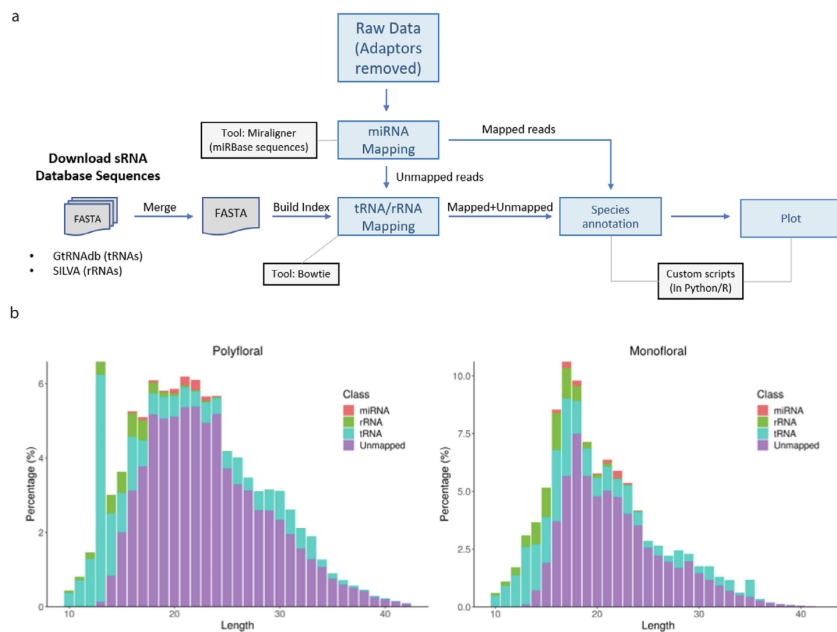 a
Raw Data
(Adaptors
removed)
Tool: Miraligner
(miRBase sequences)
miRNA
Mapping
Mapped reads
Unmapped reads
Download sRNA
Database Sequences
FASTA
Merge
FASTA
Build Index
tRNA/rRNA
Mapping
Mapped+Unmapped
Species
annotation
Plot
• GtRNAdb (tRNAs)
• SILVA (rRNAs)
Tool: Bowtie
Custom scripts
(In Python/R)
b
Polyfloral
Percentage (%)
6
4
2
0
10 20 30 40
Length
Class
miRNA
rRNA
tRNA
Unmapped
Monofloral
Percentage (%)
10.0
7.5
5.0
2.5
0.0
10 20 30 40
Length
Class
miRNA
rRNA
tRNA
Unmapped